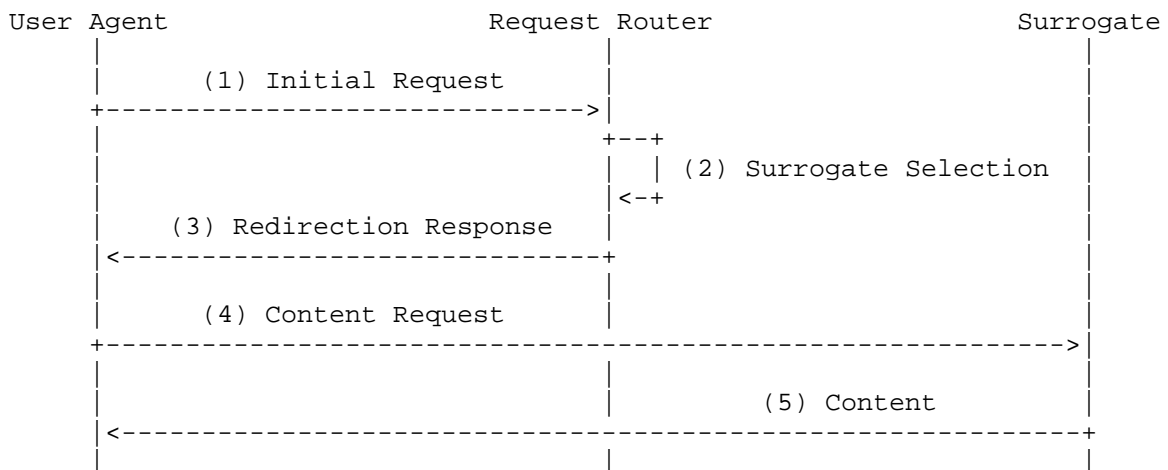 User Agent Request Router Surrogate
(1) Initial Request
(2) Surrogate Selection
(3) Redirection Response
(4) Content Request
(5) Content